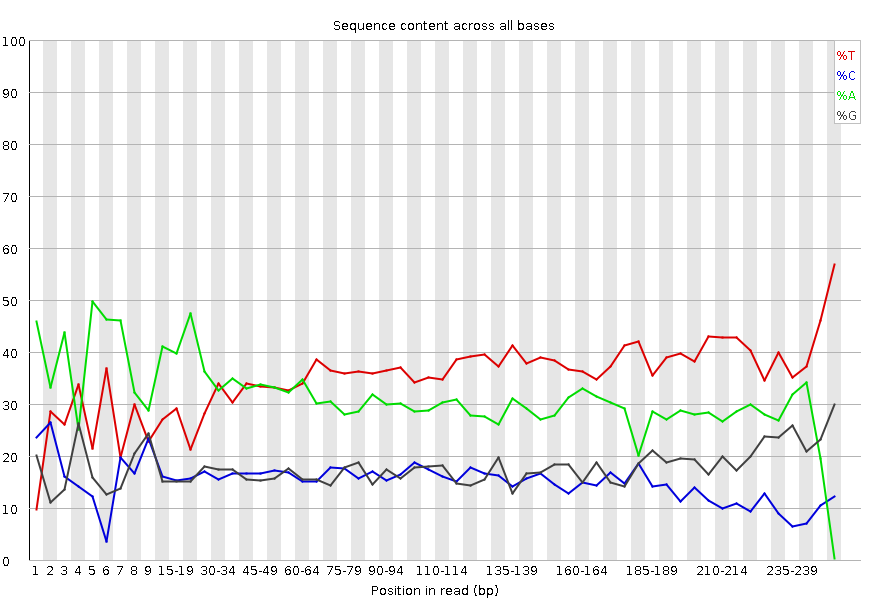 Sequence content across all bases
100
90
80
70
60
50
40
30
20
10
0
%T
%C
%A
%G
1 2 3 4 5 6 7 8 9 15-19 30-34 45-49 60-64 75-79 90-94 110-114 135-139 160-164 185-189 210-214 235-239
Position in read (bp)